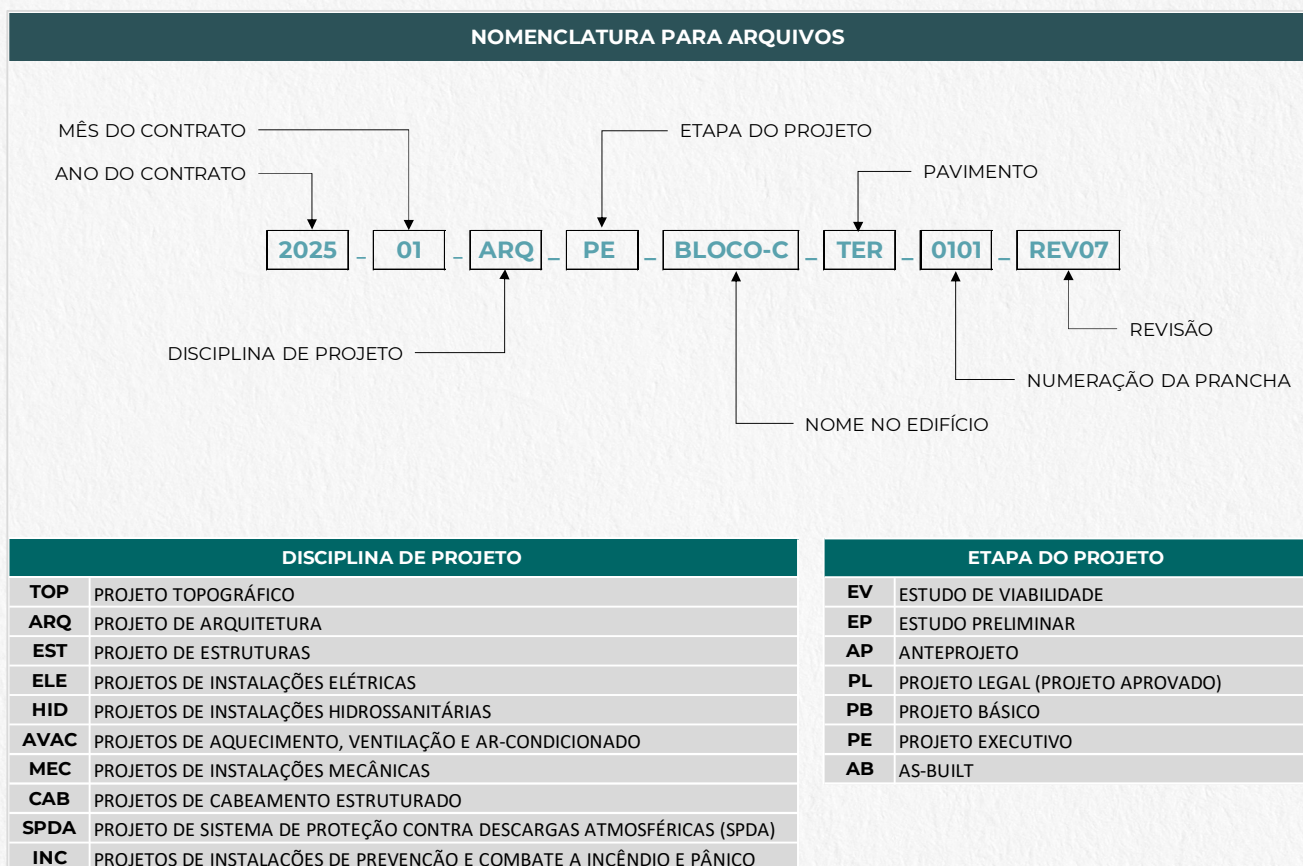 NOMENCLATURA PARA ARQUIVOS
MÊS DO CONTRATO
ETAPA DO PROJETO
ANO DO CONTRATO
PAVIMENTO
2025 _ 01 _ ARQ _ PE _ BLOCO-C _ TER _ 0101 _ REV07
REVISÃO
DISCIPLINA DE PROJETO
NUMERAÇÃO DA PRANCHA
NOME NO EDIFÍCIO
DISCIPLINA DE PROJETO
TOP PROJETO TOPOGRÁFICO
ARQ PROJETO DE ARQUITETURA
EST PROJETO DE ESTRUTURAS
ELE PROJETOS DE INSTALAÇÕES ELÉTRICAS
HID PROJETOS DE INSTALAÇÕES HIDROSSANITÁRIAS
AVAC PROJETOS DE AQUECIMENTO, VENTILAÇÃO E AR-CONDICIONADO
MEC PROJETOS DE INSTALAÇÕES MECÂNICAS
CAB PROJETOS DE CABEAMENTO ESTRUTURADO
SPDA PROJETO DE SISTEMA DE PROTEÇÃO CONTRA DESCARGAS ATMOSFÉRICAS (SPDA)
INC PROJETOS DE INSTALAÇÕES DE PREVENÇÃO E COMBATE A INCÊNDIO E PÂNICO
ETAPA DO PROJETO
EV ESTUDO DE VIABILIDADE
EP ESTUDO PRELIMINAR
AP ANTEPROJETO
PL PROJETO LEGAL (PROJETO APROVADO)
PB PROJETO BÁSICO
PE PROJETO EXECUTIVO
AB AS-BUILT